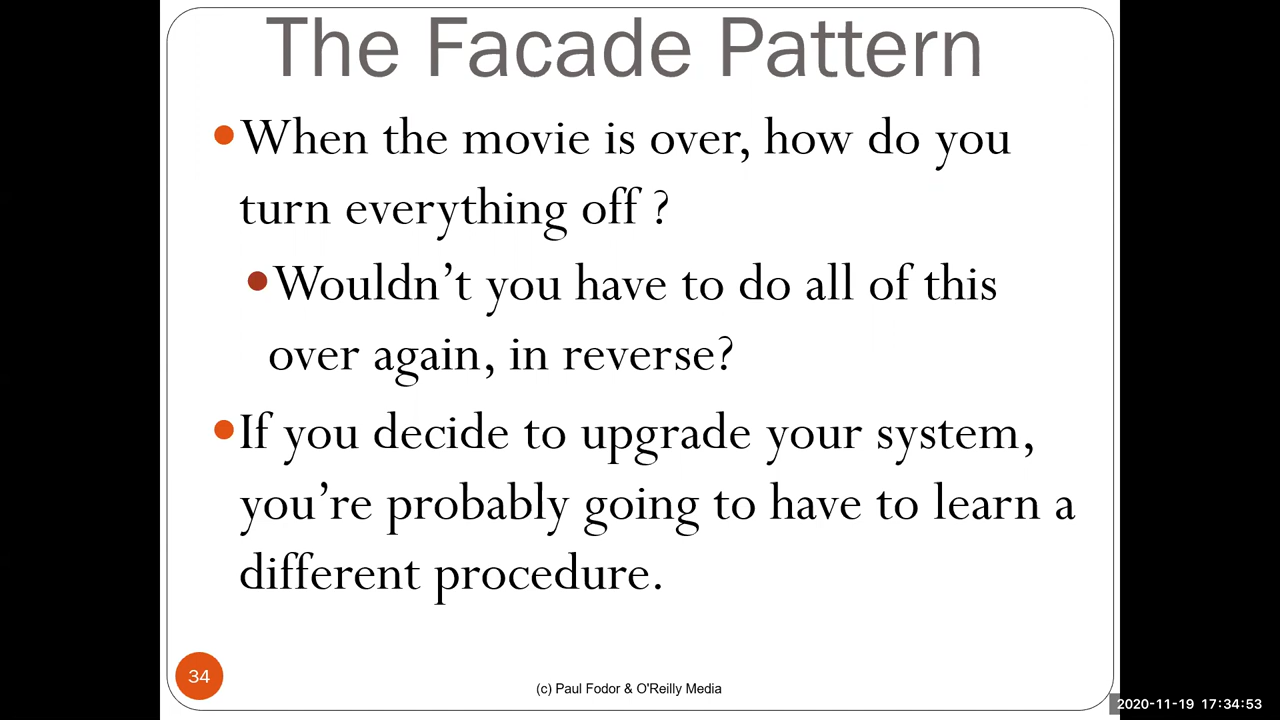 The Facade Pattern
•When the movie is over, how do you
turn everything off ?
•Wouldn’t you have to do all of this
over again, in reverse?
•If you decide to upgrade your system,
you’re probably going to have to learn a
different procedure.
34
(c) Paul Fodor & O'Reilly Media
2020-11-19 17:34:53